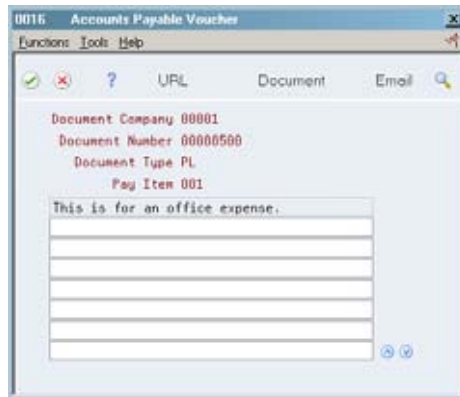 0016 Accounts Payable Voucher x
Functions Tools Help
? URL Document Email
Document Company 00001
Document Number 00000500
Document Type PL
Pay Item 001
This is for an office expense.